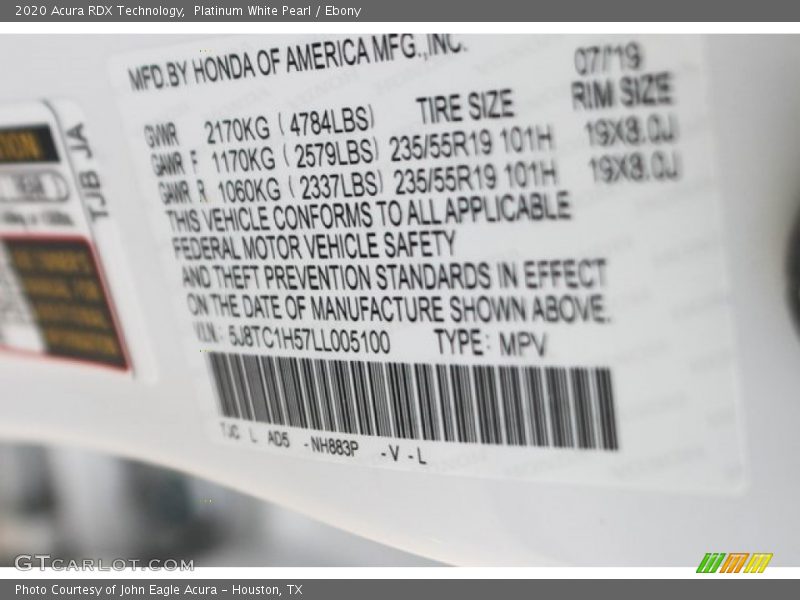 2020 Acura RDX Technology,  Platinum White Pearl / Ebony
MFD.BY HONDA OF AMERICA MFG.,INC.
07/19
GVWR 2170KG ( 4784LBS) TIRE SIZE RIM SIZE
GAWR F 1170KG ( 2579LBS) 235/55R19 101H 19X8.0J
GAWR R 1060KG ( 2337LBS) 235/55R19 101H 19X8.0J
THIS VEHICLE CONFORMS TO ALL APPLICABLE
FEDERAL MOTOR VEHICLE SAFETY
AND THEFT PREVENTION STANDARDS IN EFFECT
ON THE DATE OF MANUFACTURE SHOWN ABOVE.
V.I.N.: 5J8TC1H57LL005100 TYPE: MPV
TJC L AD5 -NH883P -V -L
TJB JA
GTCARLOT.COM
Photo Courtesy of John Eagle Acura - Houston, TX